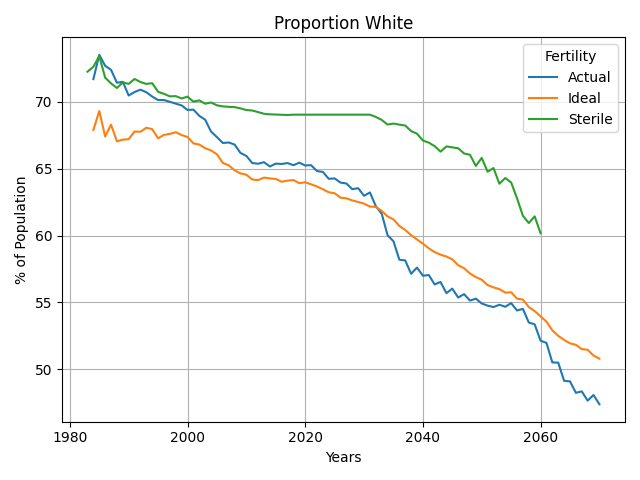 Proportion White
% of Population
70
65
60
55
50
Fertility
Actual
Ideal
Sterile
1980
2000
2020
2040
2060
Years